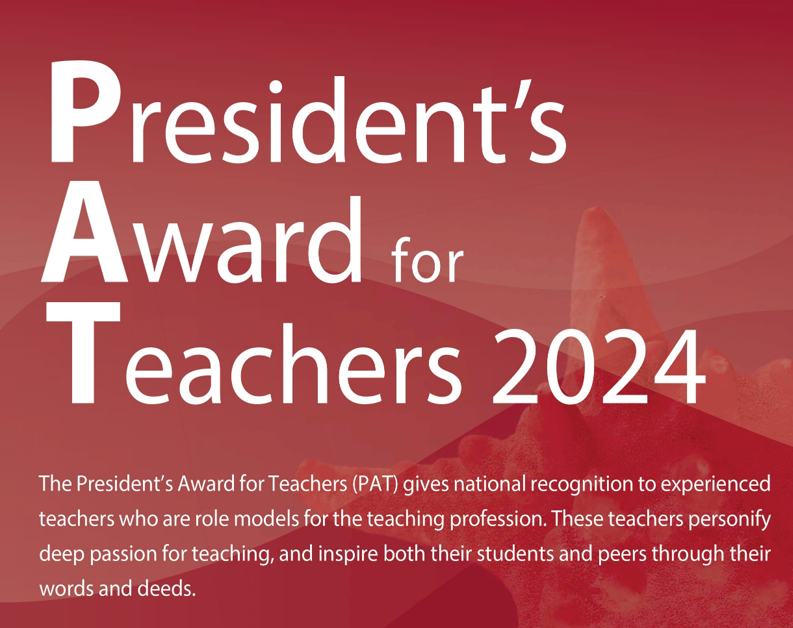 President’s
Award for
Teachers 2024
The President’s Award for Teachers (PAT) gives national recognition to experienced
teachers who are role models for the teaching profession. These teachers personify
deep passion for teaching, and inspire both their students and peers through their
words and deeds.